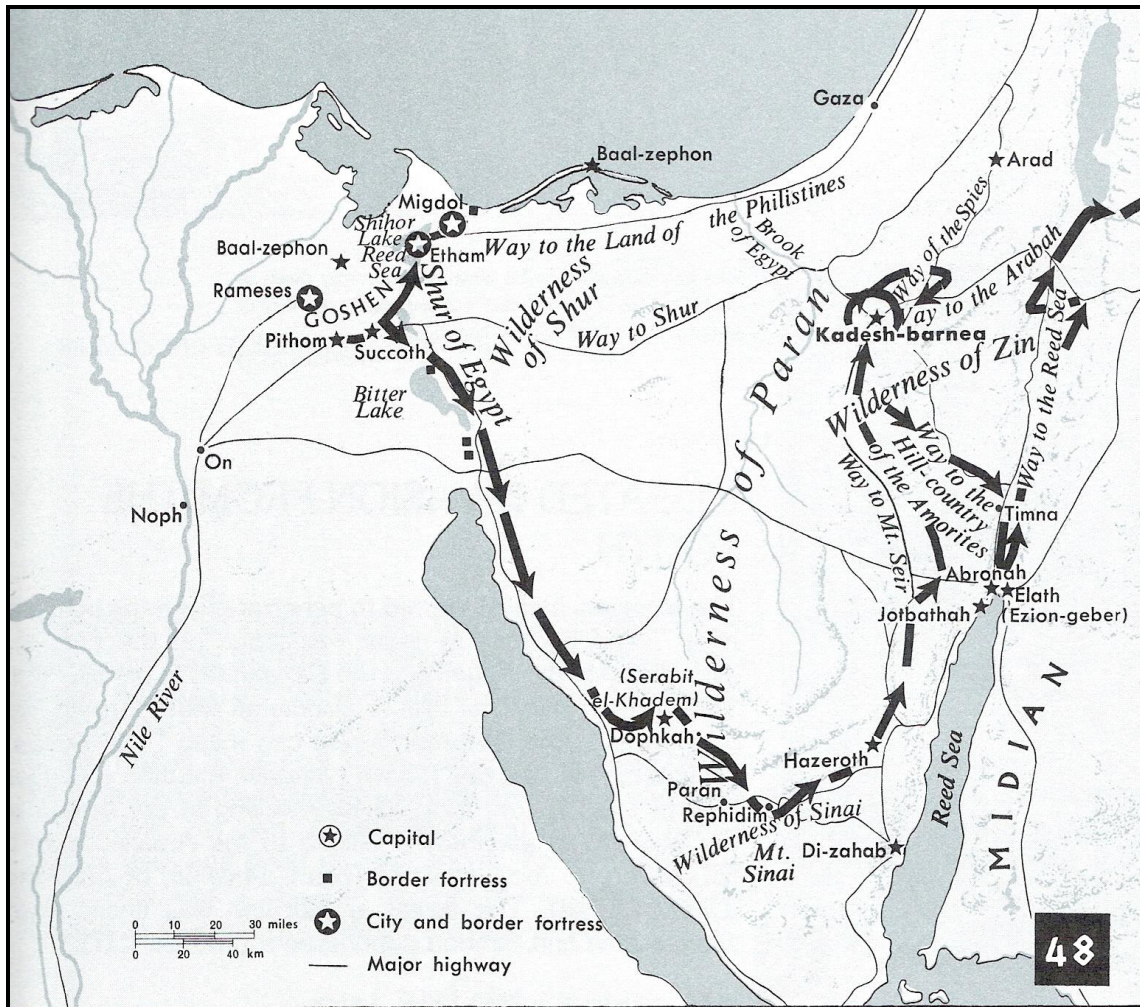 Gaza
Baal-zephon
Arad
Migdol
Shihor
Lake
Reed
Sea
Etham
Way to the Land of the Philistines
Brook
of Egypt
Way of the Spies
Baal-zephon
Rameses
GOSHEN
Pithom
Succoth
Shur of Egypt
Wilderness
of Shur
Way to Shur
Way to the Arabah
Kadesh-barnea
Wilderness of Zin
Bitter
Lake
Wilderness of Paran
Way to the Reed Sea
Way to the
Hill-country
of the Amorites
Way to Mt. Seir
On
Noph
Timna
Abronah
Jotbathah
Elath
(Ezion-geber)
Nile River
(Serabit
el-Khadem)
Dophkah
Hazeroth
Paran
Rephidim
Wilderness of Sinai
Mt.
Sinai
Di-zahab
Reed Sea
MIDIAN
Capital
Border fortress
City and border fortress
Major highway
0 10 20 30 miles
0 20 40 km
48